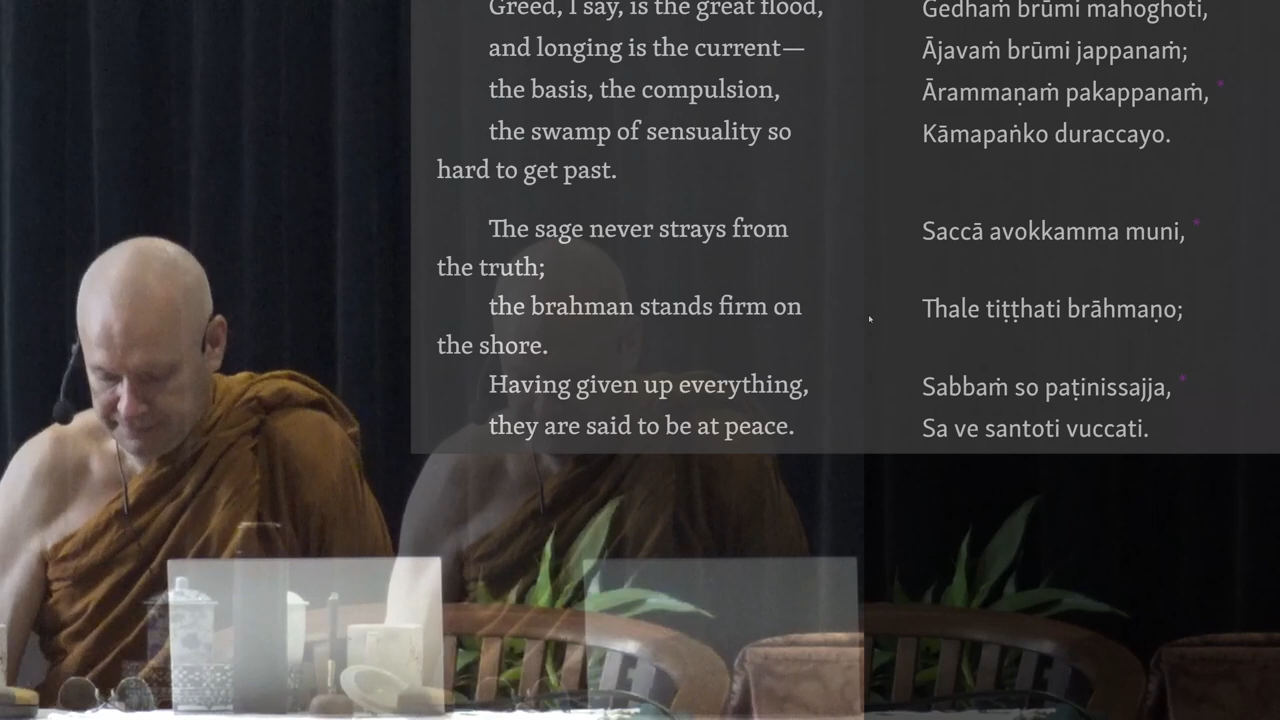 Greed, I say, is the great flood,
and longing is the current—
the basis, the compulsion,
the swamp of sensuality so
hard to get past.
The sage never strays from
the truth;
the brahman stands firm on
the shore.
Having given up everything,
they are said to be at peace.
Gedhaṁ brūmi mahoghoti,
Ājavaṁ brūmi jappanaṁ;
Ārammaṇaṁ pakappanaṁ, *
Kāmapaṅko duraccayo.
Saccā avokkamma muni, *
Thale tiṭṭhati brāhmaṇo;
Sabbaṁ so paṭinissajja, *
Sa ve santoti vuccati.